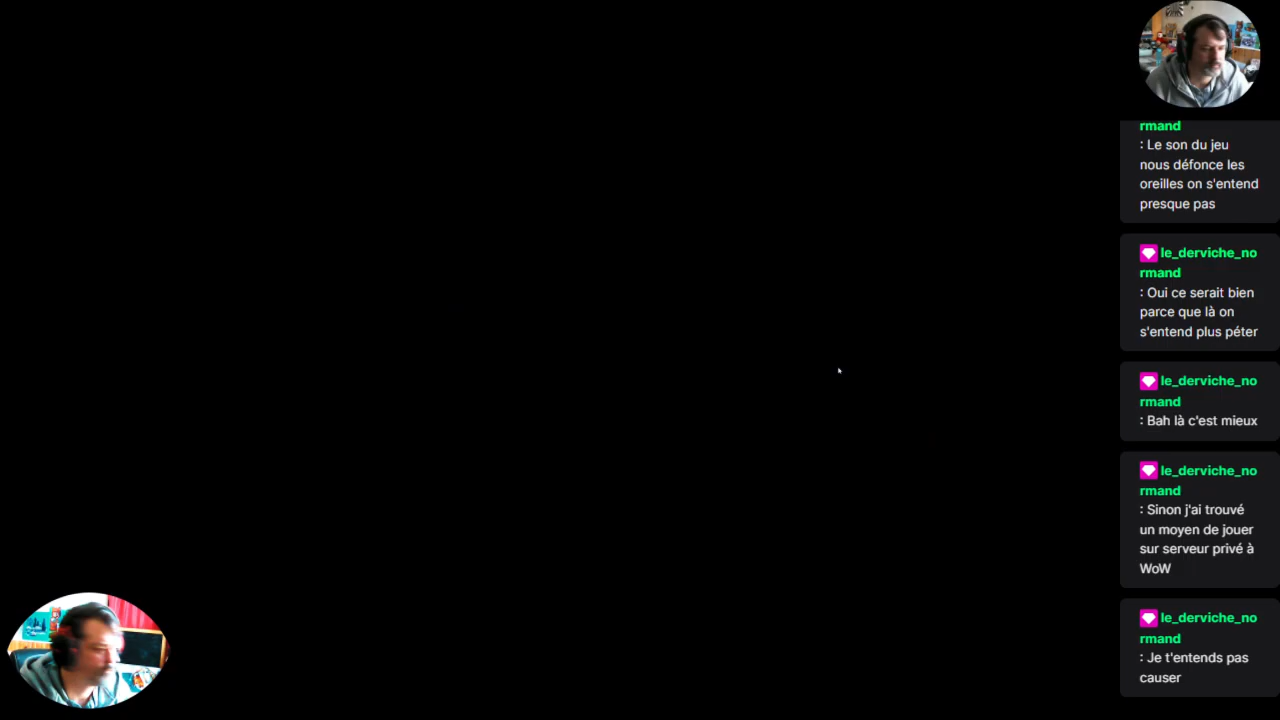 rmand
: Le son du jeu
nous défonce les
oreilles on s'entend
presque pas
le_derviche_no
rmand
: Oui ce serait bien
parce que là on
s'entend plus péter
le_derviche_no
rmand
: Bah là c'est mieux
le_derviche_no
rmand
: Sinon j'ai trouvé
un moyen de jouer
sur serveur privé à
WoW
le_derviche_no
rmand
: Je t'entends pas
causer